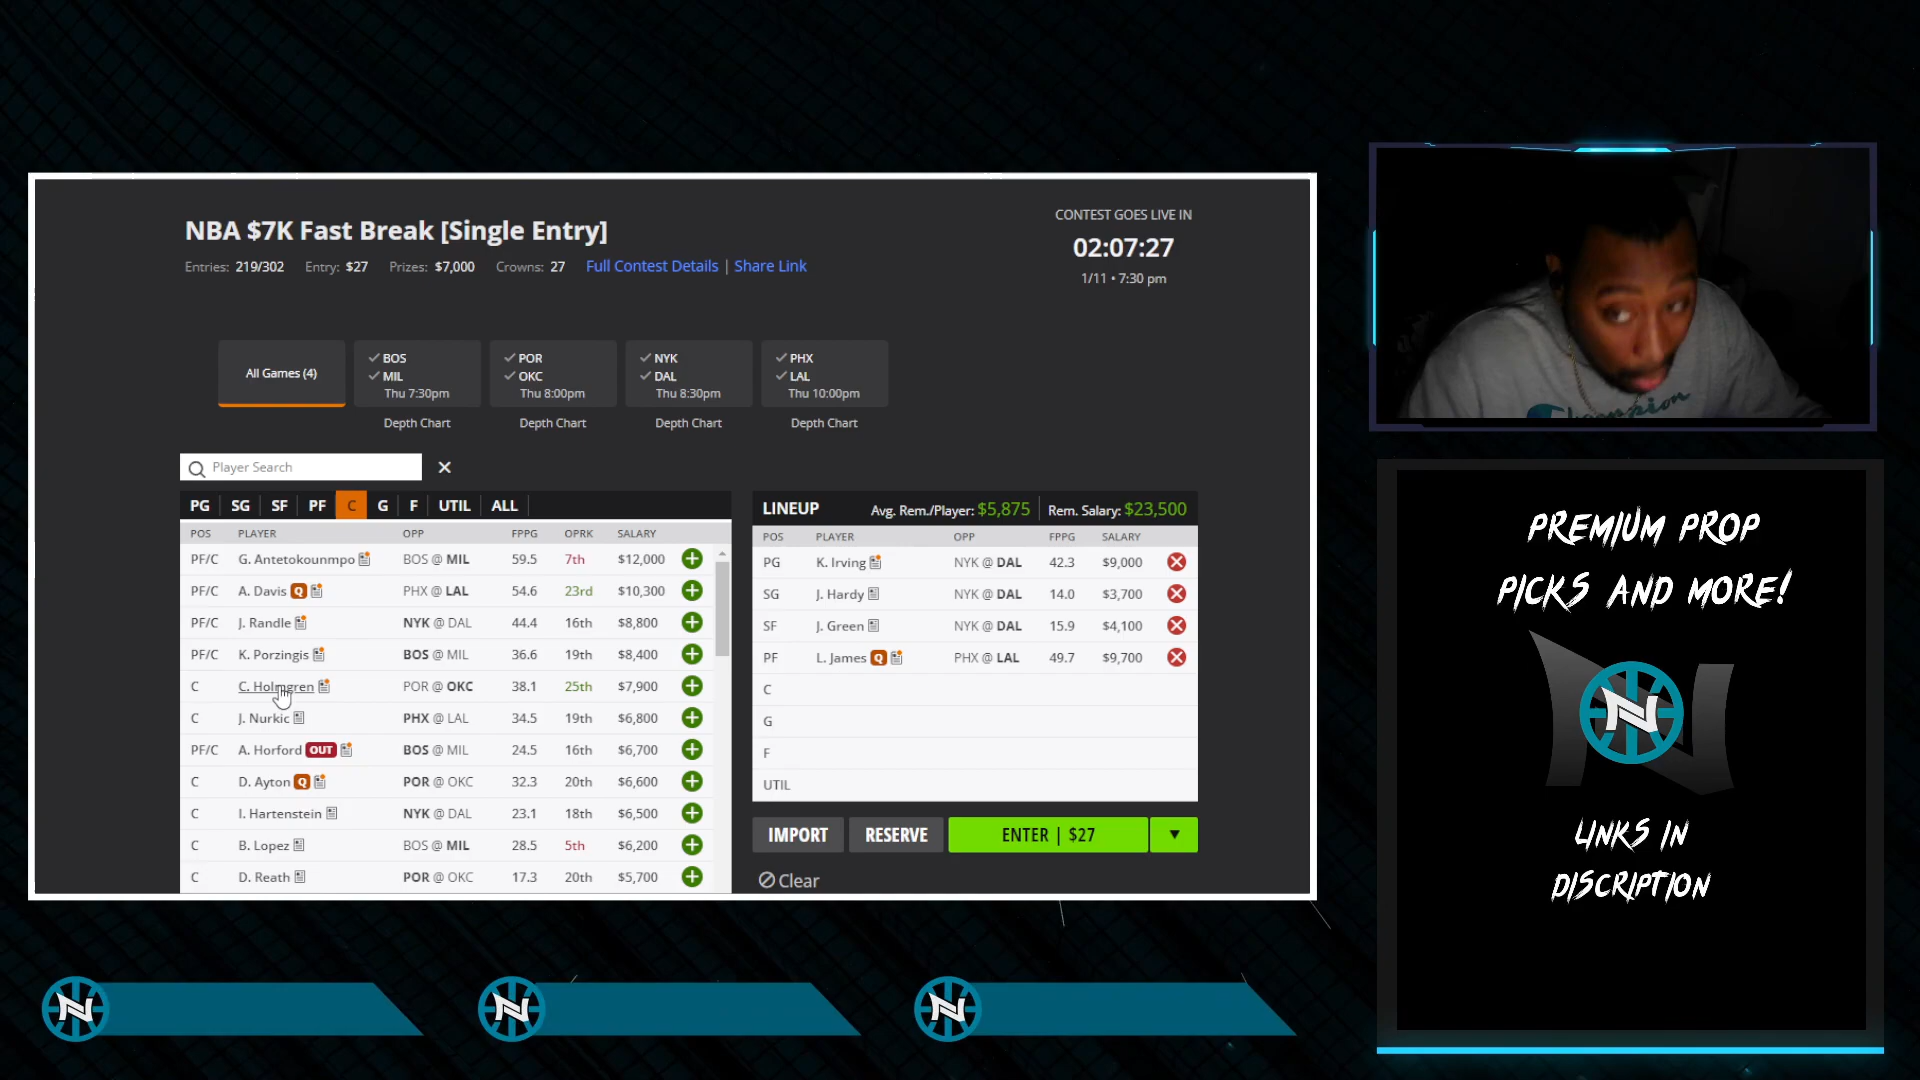 NBA $7K Fast Break [Single Entry]
Entries: 219/302 Entry: $27 Prizes: $7,000 Crowns: 27 Full Contest Details | Share Link
CONTEST GOES LIVE IN
02:07:27
1/11 • 7:30 pm
All Games (4)
BOS
MIL
Thu 7:30pm
Depth Chart
POR
OKC
Thu 8:00pm
Depth Chart
NYK
DAL
Thu 8:30pm
Depth Chart
PHX
LAL
Thu 10:00pm
Depth Chart
Player Search
PG SG SF PF C G F UTIL ALL
POS PLAYER OPP FPPG OPRK SALARY
PF/C G. Antetokounmpo BOS @ MIL 59.5 7th $12,000
PF/C A. Davis Q PHX @ LAL 54.6 23rd $10,300
PF/C J. Randle NYK @ DAL 44.4 16th $8,800
PF/C K. Porzingis BOS @ MIL 36.6 19th $8,400
C C. Holmgren POR @ OKC 38.1 25th $7,900
C J. Nurkic PHX @ LAL 34.5 19th $6,800
PF/C A. Horford OUT BOS @ MIL 24.5 16th $6,700
C D. Ayton Q POR @ OKC 32.3 20th $6,600
C I. Hartenstein NYK @ DAL 23.1 18th $6,500
C B. Lopez BOS @ MIL 28.5 5th $6,200
C D. Reath POR @ OKC 17.3 20th $5,700
LINEUP Avg. Rem./Player: $5,875 Rem. Salary: $23,500
POS PLAYER OPP FPPG SALARY
PG K. Irving NYK @ DAL 42.3 $9,000
SG J. Hardy NYK @ DAL 14.0 $3,700
SF J. Green NYK @ DAL 15.9 $4,100
PF L. James Q PHX @ LAL 49.7 $9,700
C
G
F
UTIL
IMPORT RESERVE ENTER | $27
Clear
Champion
PREMIUM PROP
PICKS AND MORE!
N
LINKS IN
DISCRIPTION
N
N
N